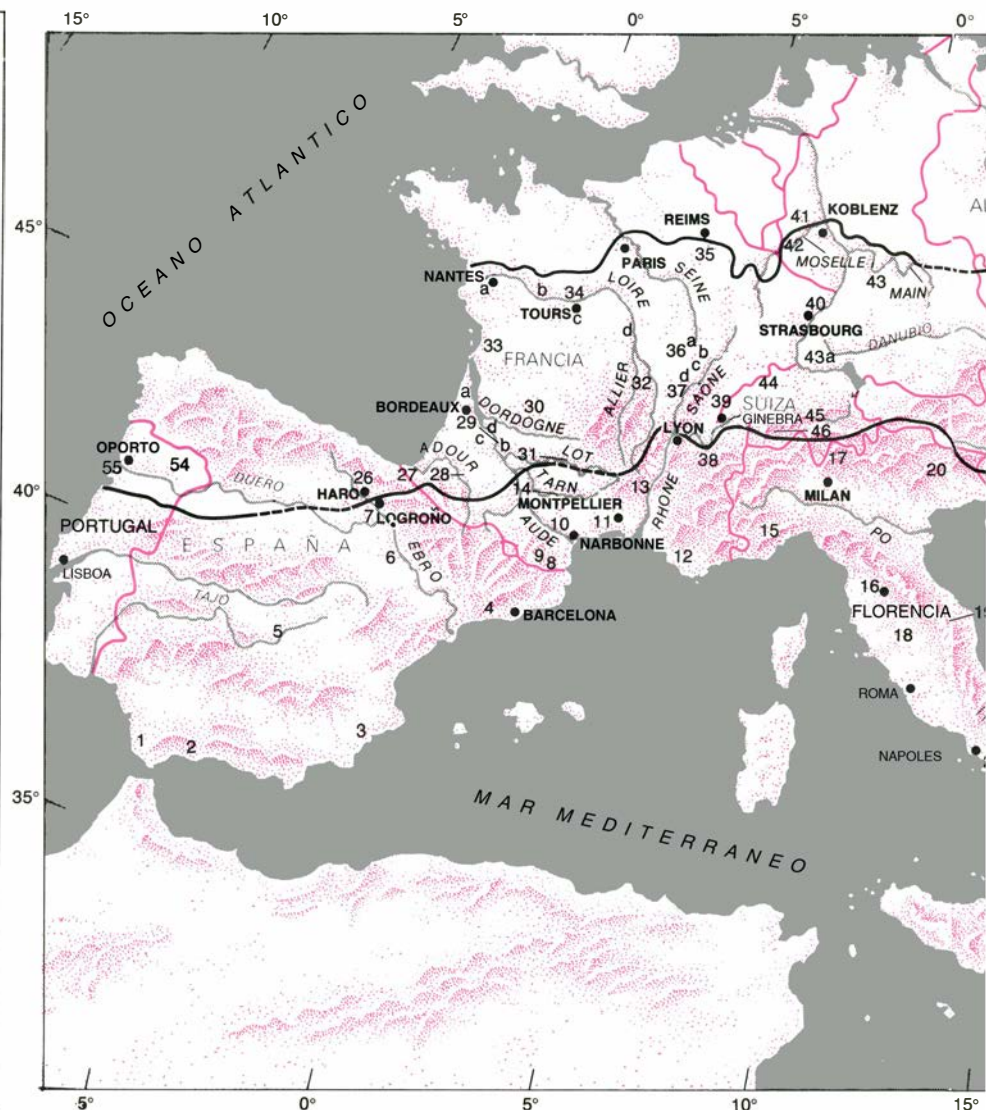 15° 10° 5° 0° 5° 0°
OCEANO ATLANTICO
45°
40°
35°
REIMS
35
41
KOBLENZ
42
MOSELLE
43
MAIN
PARIS
SEINE
NANTES
a
b
34
LOIRE
TOURS
c
d
40
STRASBOURG
DANUBIO
43a
33
FRANCIA
36
a
b
c
d
37
SAONE
ALLIER
32
44
SUIZA
39
GINEBRA
45
46
a
BORDEAUX
29
30
DORDOGNE
d
c
b
LYON
38
17
20
ADOUR
31
LOT
OPORTO
55
54
DUERO
26
HARO
27
28
14
ARN
13
RHONE
MILAN
MONTPELLIER
7
LOGROÑO
AUDE
10
11
NARBONNE
PORTUGAL
ESPAÑA
6
EBRO
9
8
12
15
PO
LISBOA
TAJO
5
4
BARCELONA
16
FLORENCIA
19
18
ROMA
1
2
3
NAPOLES
MAR MEDITERRANEO
5° 0° 5° 10° 15°